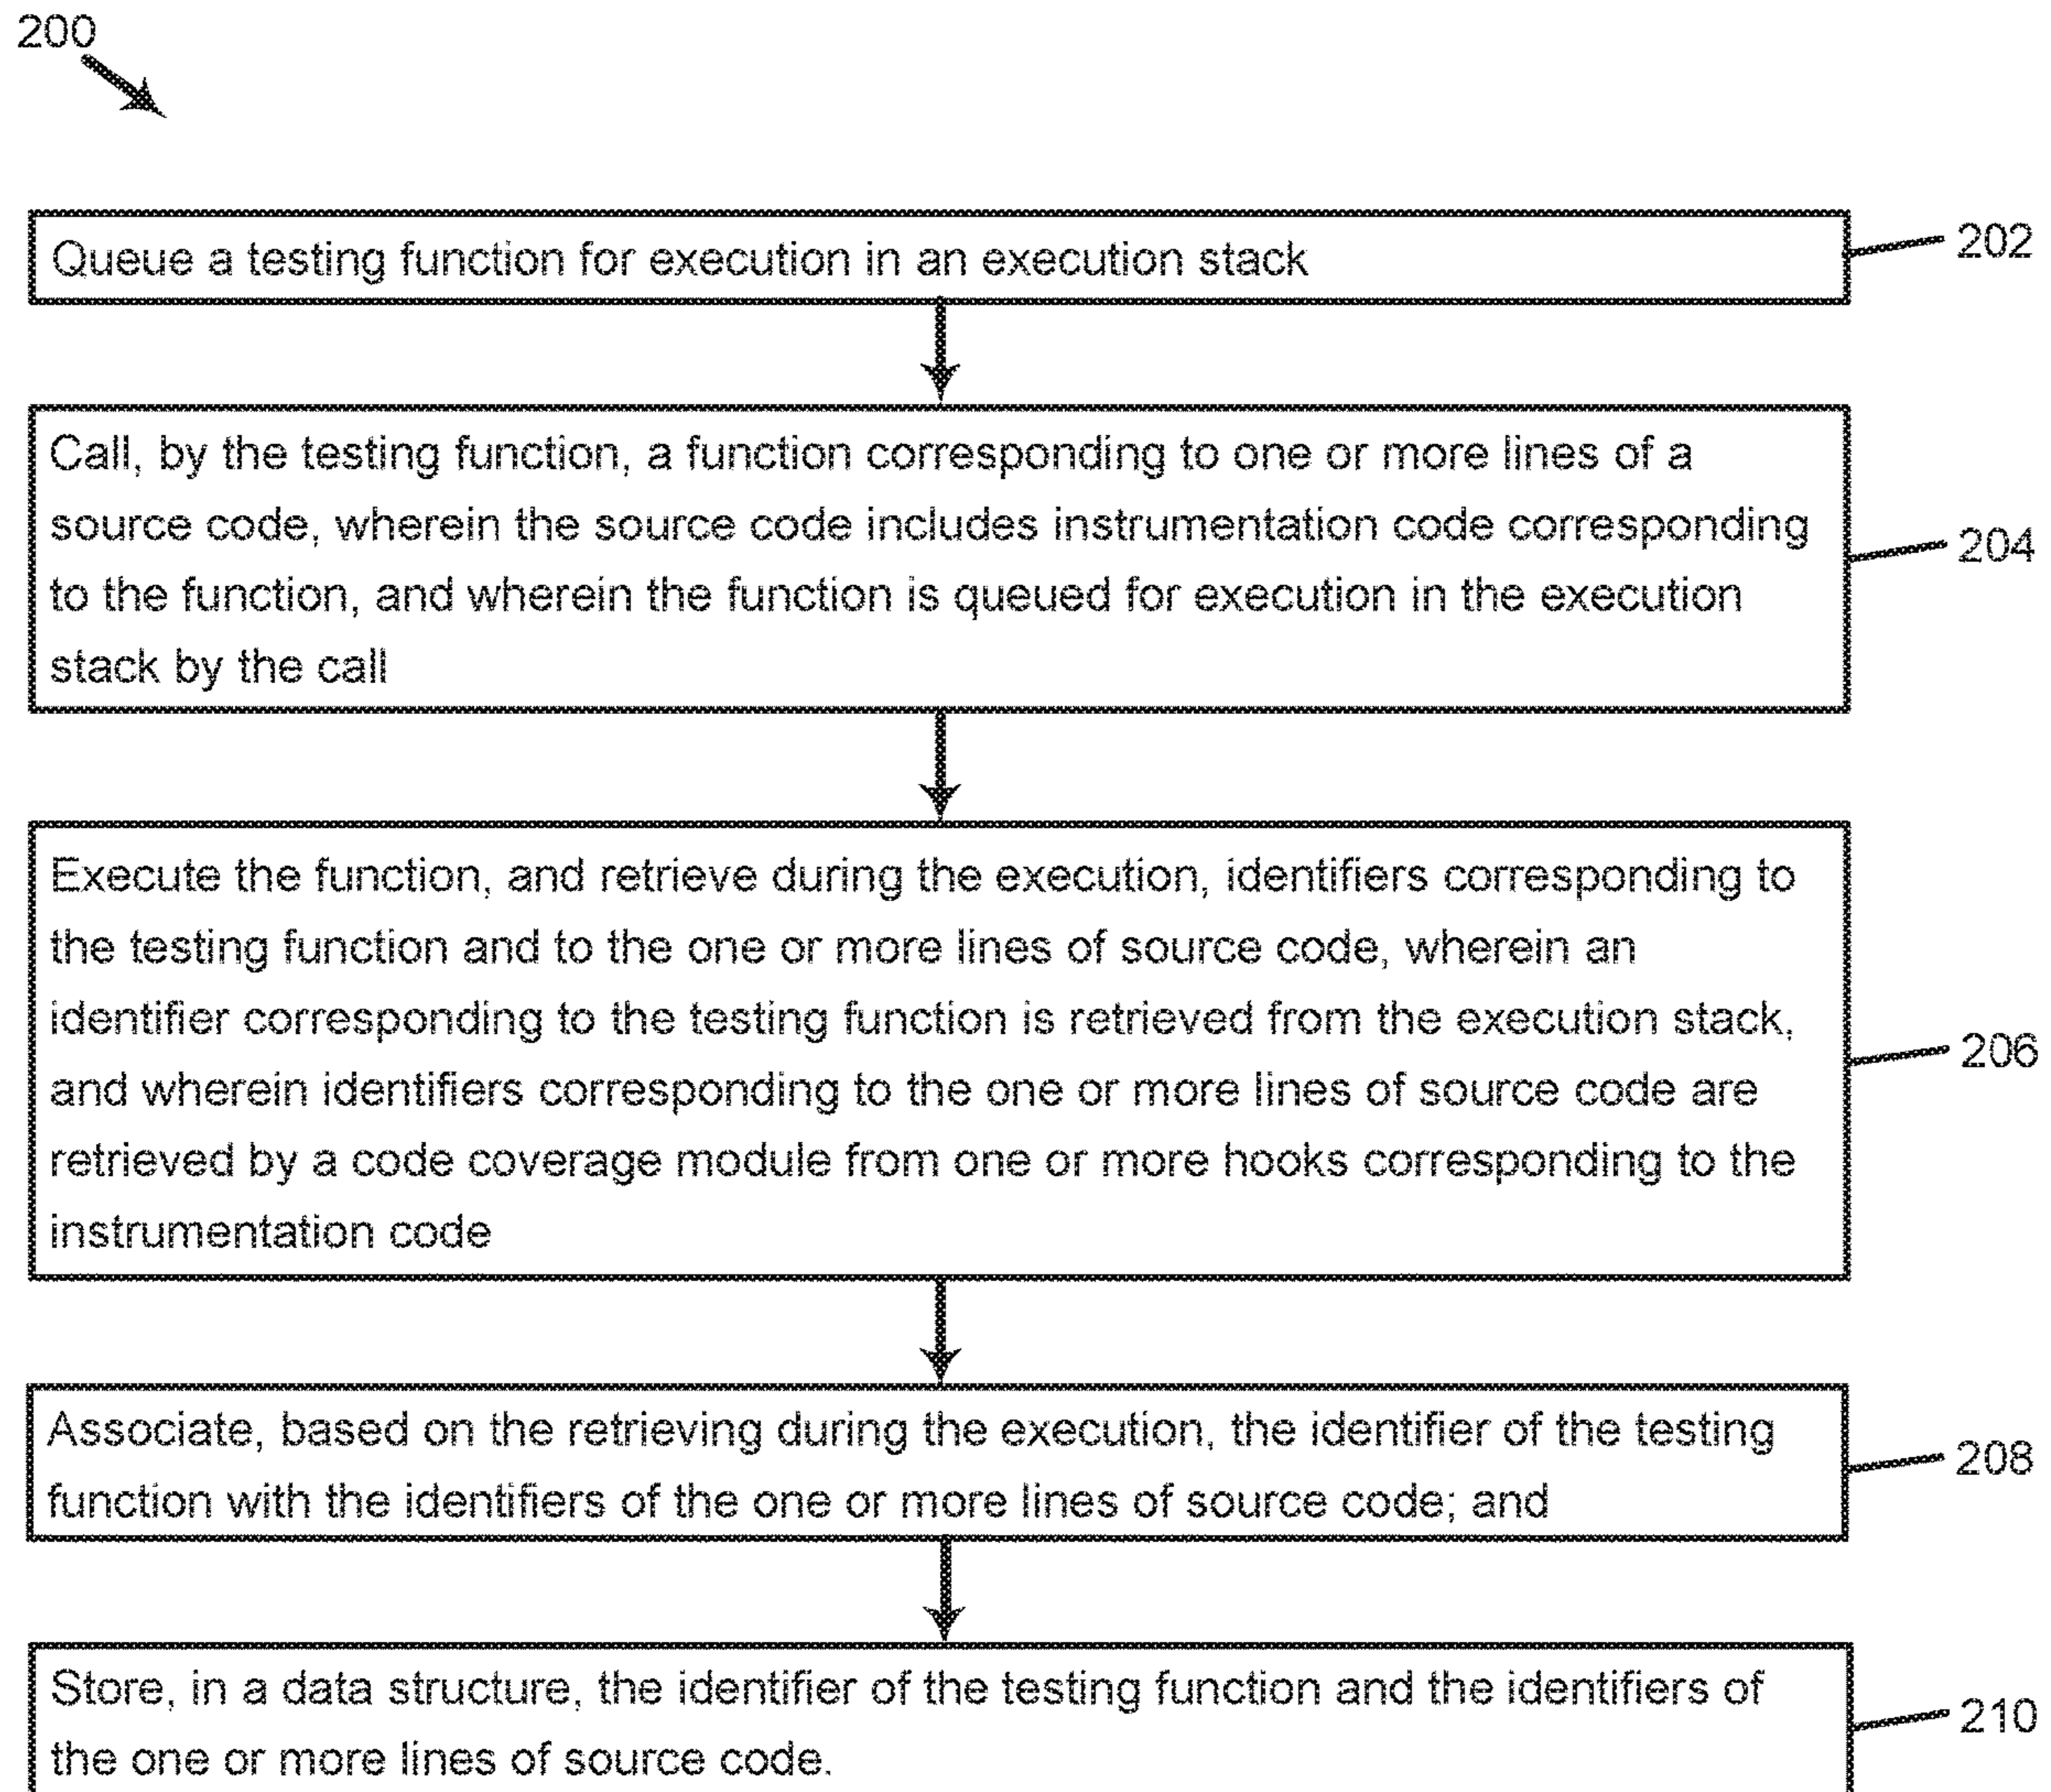 200
Queue a testing function for execution in an execution stack
202
Call, by the testing function, a function corresponding to one or more lines of a
source code, wherein the source code includes instrumentation code corresponding
to the function, and wherein the function is queued for execution in the execution
stack by the call
204
Execute the function, and retrieve during the execution, identifiers corresponding to
the testing function and to the one or more lines of source code, wherein an
identifier corresponding to the testing function is retrieved from the execution stack,
and wherein identifiers corresponding to the one or more lines of source code are
retrieved by a code coverage module from one or more hooks corresponding to the
instrumentation code
206
Associate, based on the retrieving during the execution, the identifier of the testing
function with the identifiers of the one or more lines of source code; and
208
Store, in a data structure, the identifier of the testing function and the identifiers of
the one or more lines of source code.
210